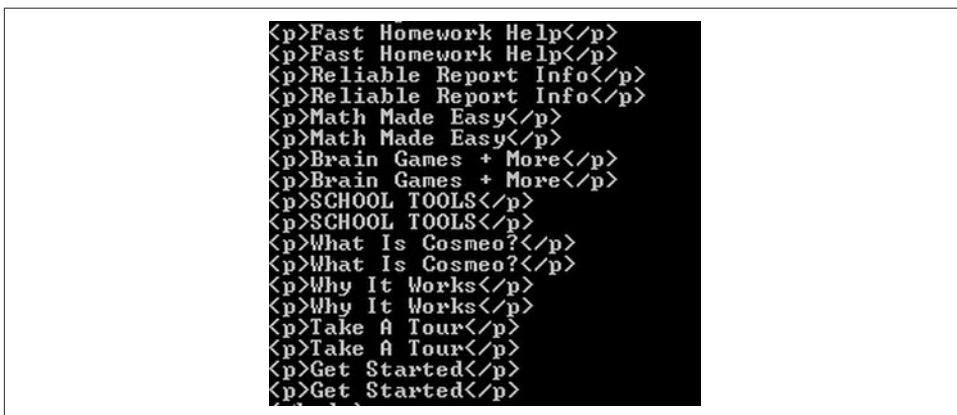 <p>Fast Homework Help</p>
<p>Fast Homework Help</p>
<p>Reliable Report Info</p>
<p>Reliable Report Info</p>
<p>Math Made Easy</p>
<p>Math Made Easy</p>
<p>Brain Games + More</p>
<p>Brain Games + More</p>
<p>SCHOOL TOOLS</p>
<p>SCHOOL TOOLS</p>
<p>What Is Cosmeo?</p>
<p>What Is Cosmeo?</p>
<p>Why It Works</p>
<p>Why It Works</p>
<p>Take A Tour</p>
<p>Take A Tour</p>
<p>Get Started</p>
<p>Get Started</p>